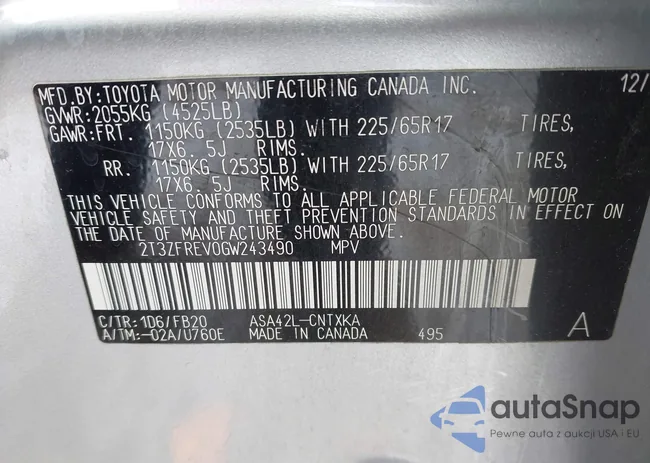 MFD.BY:TOYOTA MOTOR MANUFACTURING CANADA INC. 12/
GVWR:2055KG (4525LB)
GAWR:FRT. 1150KG (2535LB) WITH 225/65R17 TIRES,
17X6. 5J RIMS.
RR. 1150KG (2535LB) WITH 225/65R17 TIRES,
17X6. 5J RIMS.
THIS VEHICLE CONFORMS TO ALL APPLICABLE FEDERAL MOTOR
VEHICLE SAFETY AND THEFT PREVENTION STANDARDS IN EFFECT ON
THE DATE OF MANUFACTURE SHOWN ABOVE.
2T3ZFREV0GW243490 MPV
C/TR:1D6/FB20 ASA42L-CNTXKA
A/TM:-02A/U760E MADE IN CANADA 495 A
autaSnap
Pewne auta z aukcji USA i EU